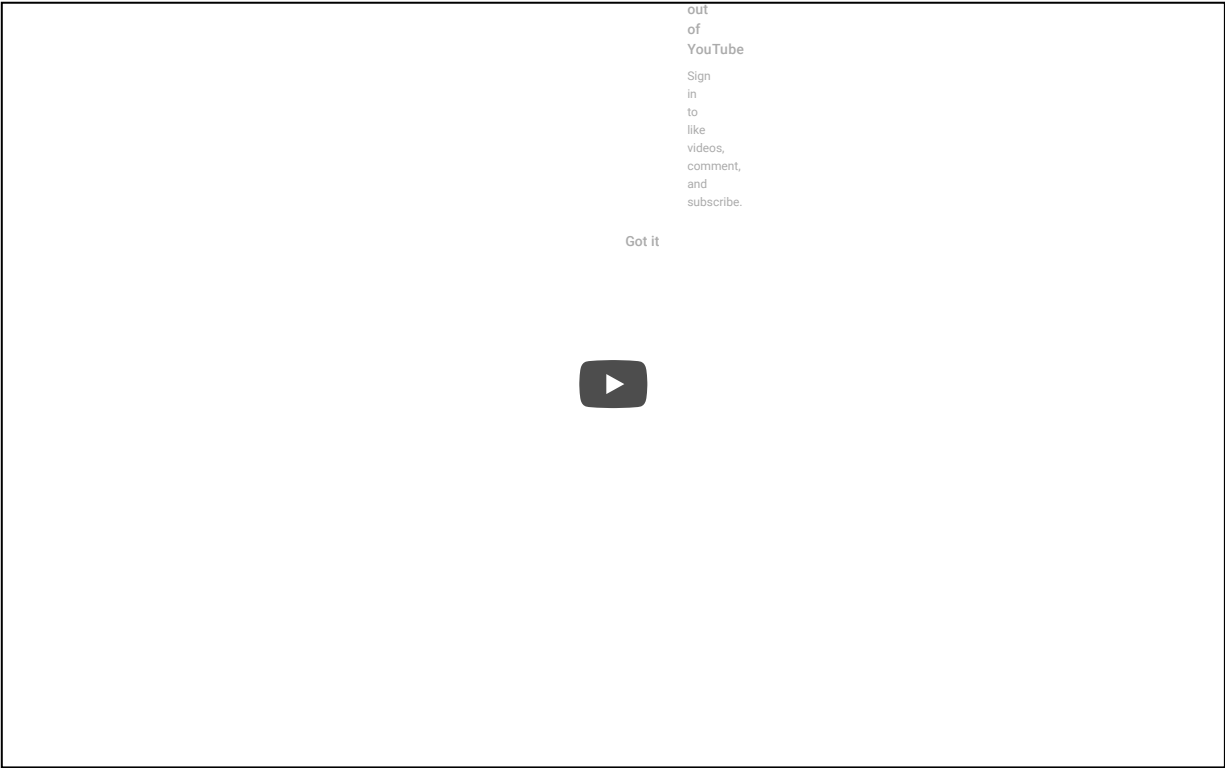 out
of
YouTube
Sign
in
to
like
videos,
comment,
and
subscribe.
Got it